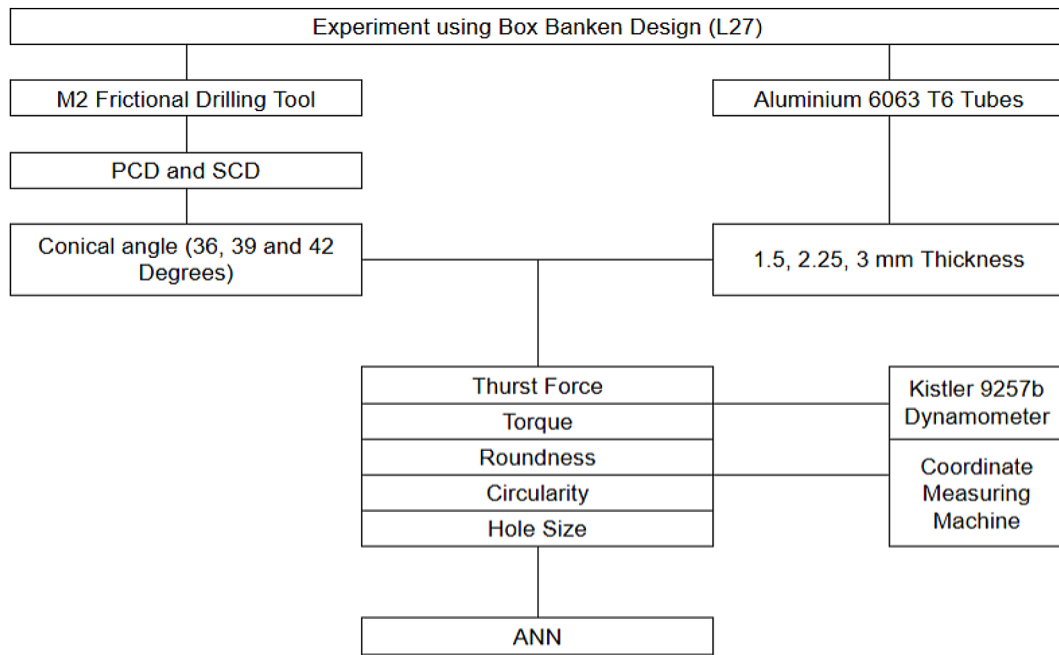 Experiment using Box Banken Design (L27)
M2 Frictional Drilling Tool
Aluminium 6063 T6 Tubes
PCD and SCD
Conical angle (36, 39 and 42
Degrees)
1.5, 2.25, 3 mm Thickness
Thurst Force
Torque
Roundness
Circularity
Hole Size
Kistler 9257b
Dynamometer
Coordinate
Measuring
Machine
ANN